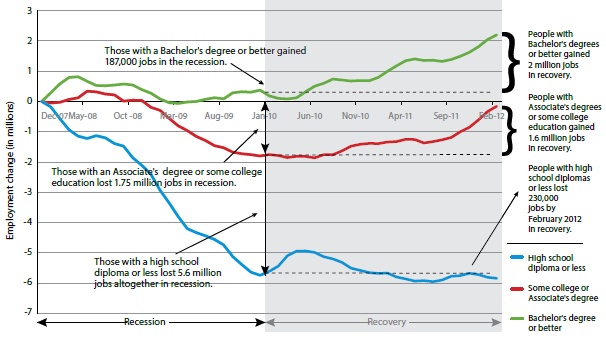 3
2
1
0
-1
-2
-3
-4
-5
-6
-7
Employment change (in millions)
Dec-07
May-08
Oct-08
Mar-09
Aug-09
Jan-10
Jun-10
Nov-10
Apr-11
Sep-11
Feb-12
Those with a Bachelor's degree or better gained
187,000 jobs in the recession.
Those with an Associate's degree or some college
education lost 1.75 million jobs in recession.
Those with a high school
diploma or less lost 5.6 million
jobs altogether in recession.
Recession
Recovery
People with
Bachelor's degrees
or better gained
2 million jobs
in recovery.
People with
Associate's degrees
or some college
education gained
1.6 million jobs
in recovery.
People with high
school diplomas
or less lost
230,000
Jobs by
February 2012
in recovery.
High school
diploma or less
Some college or
Associate's degree
Bachelor's degree
or better